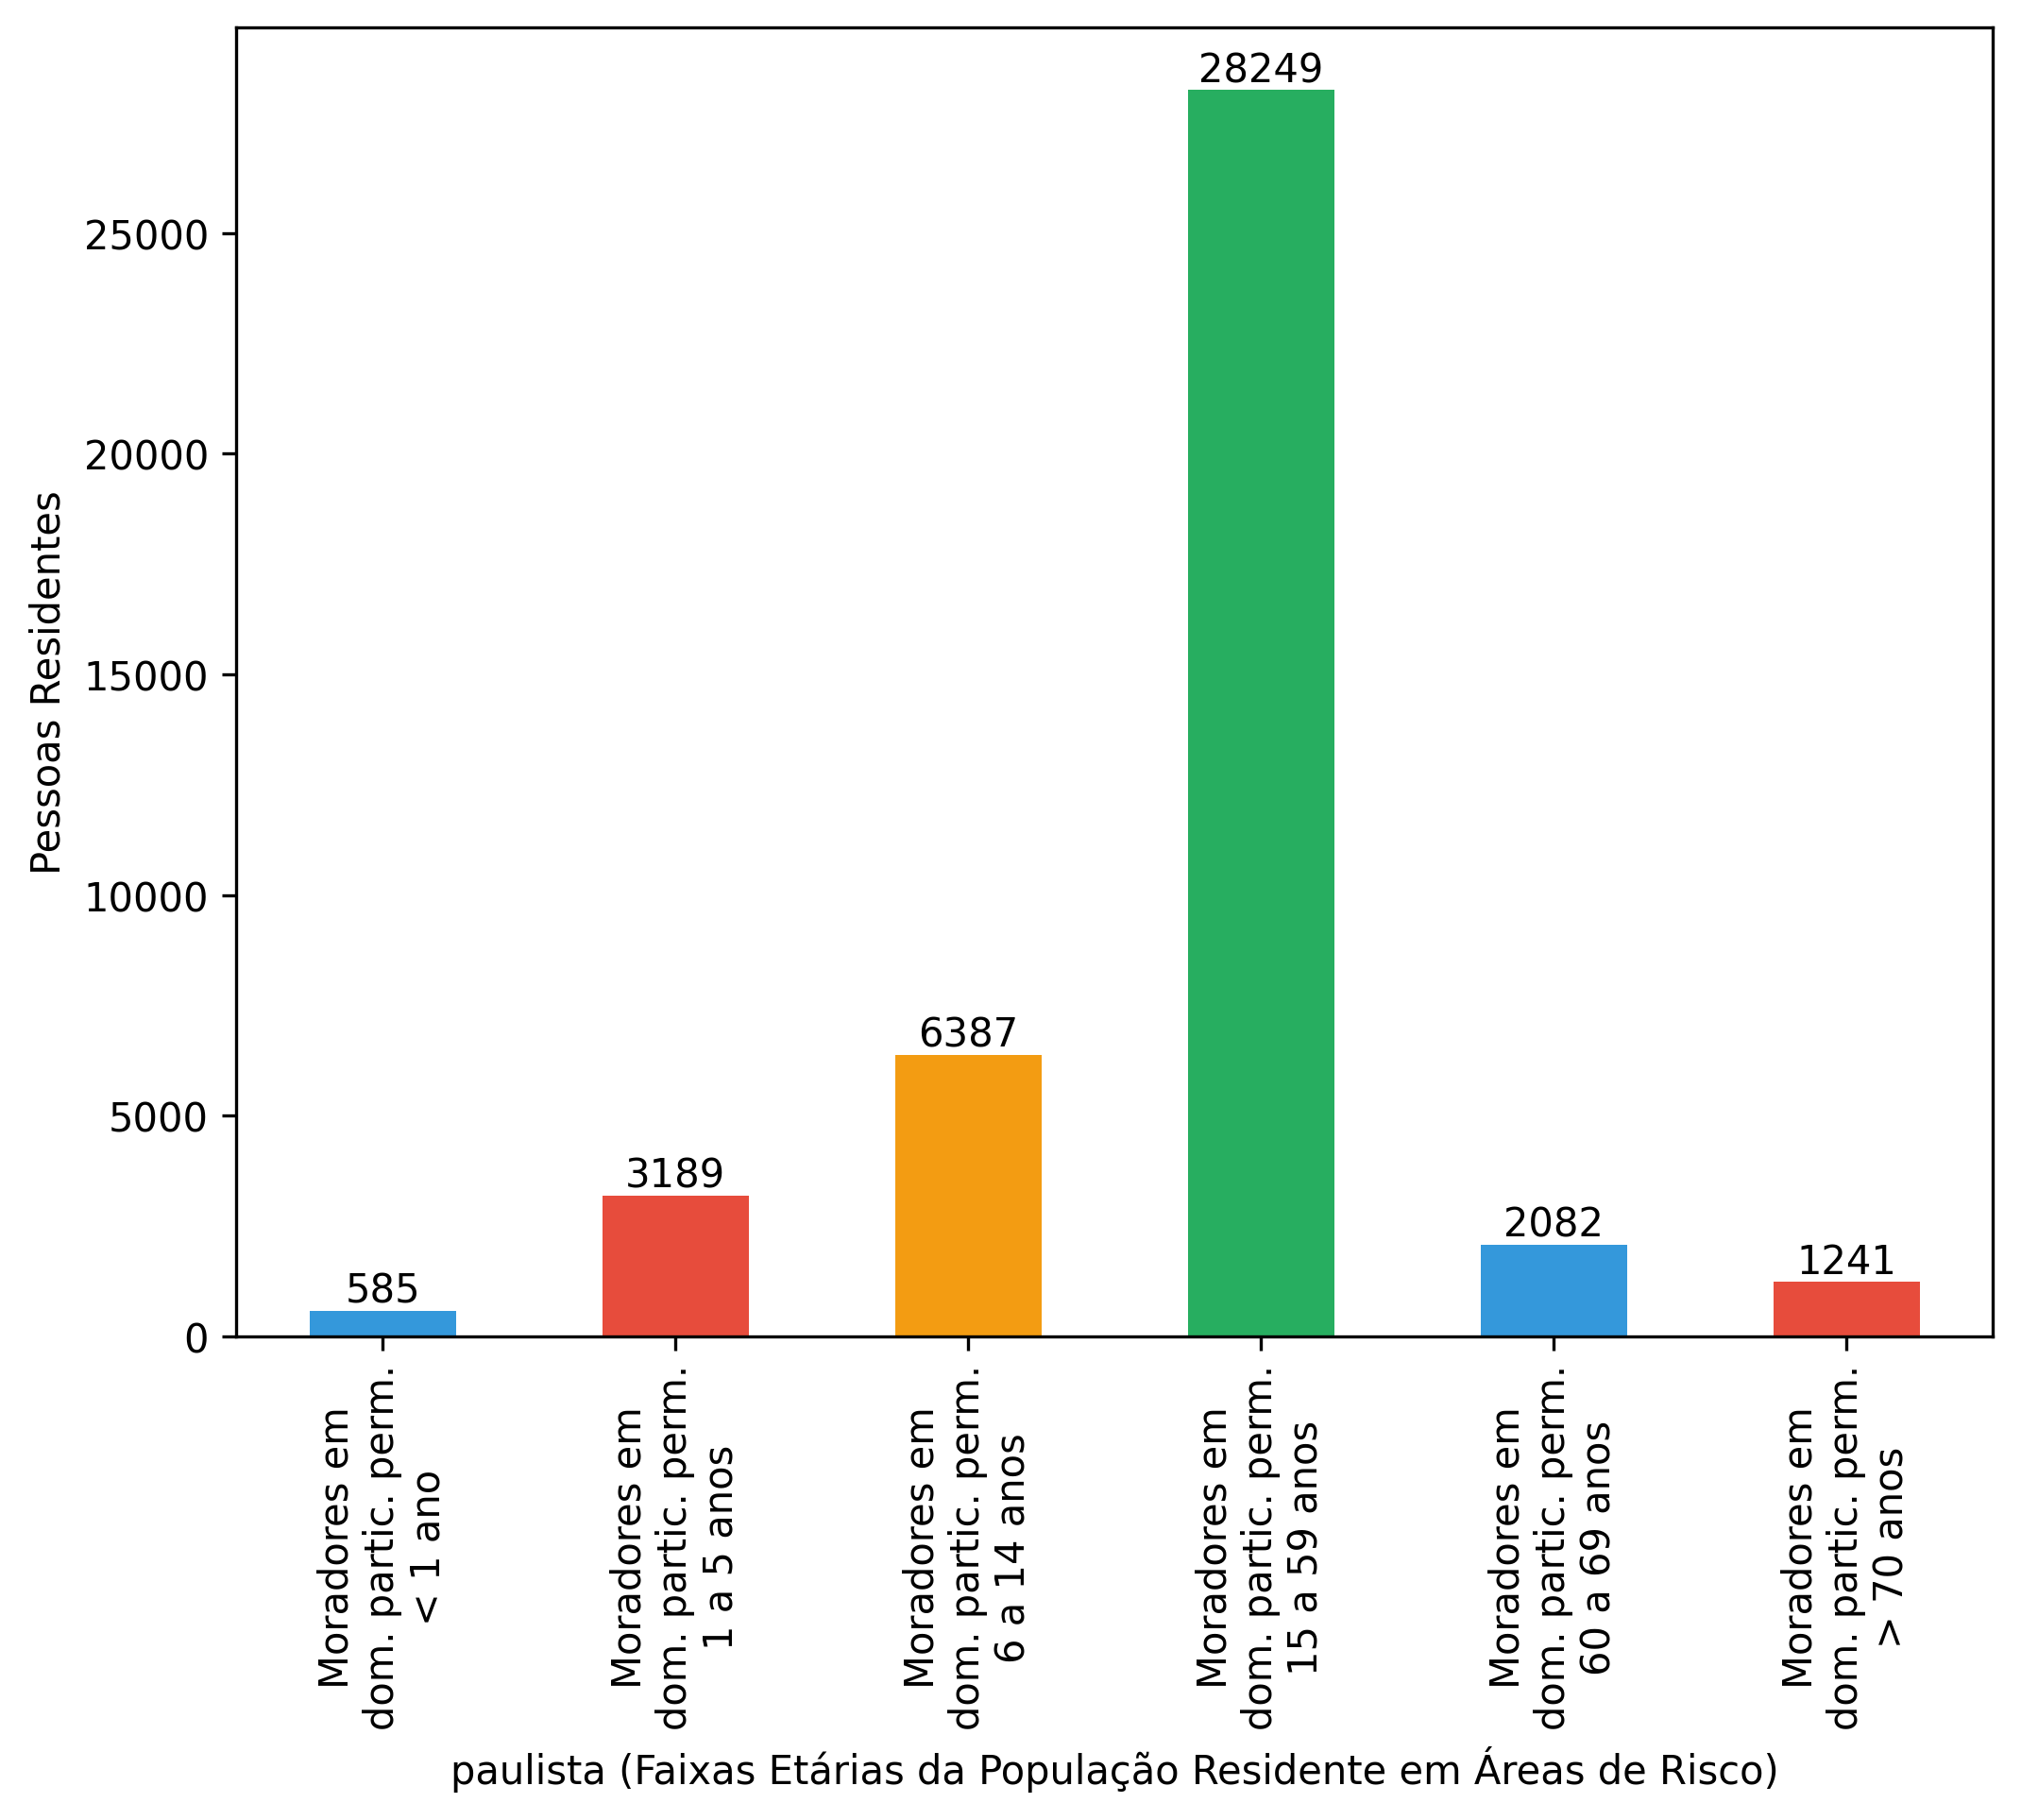 Pessoas Residentes
25000
20000
15000
10000
5000
0
585
3189
6387
28249
2082
1241
Moradores em
dom. partic. perm.
< 1 ano
Moradores em
dom. partic. perm.
1 a 5 anos
Moradores em
dom. partic. perm.
6 a 14 anos
Moradores em
dom. partic. perm.
15 a 59 anos
Moradores em
dom. partic. perm.
60 a 69 anos
Moradores em
dom. partic. perm.
> 70 anos
paulista (Faixas Etárias da População Residente em Áreas de Risco)